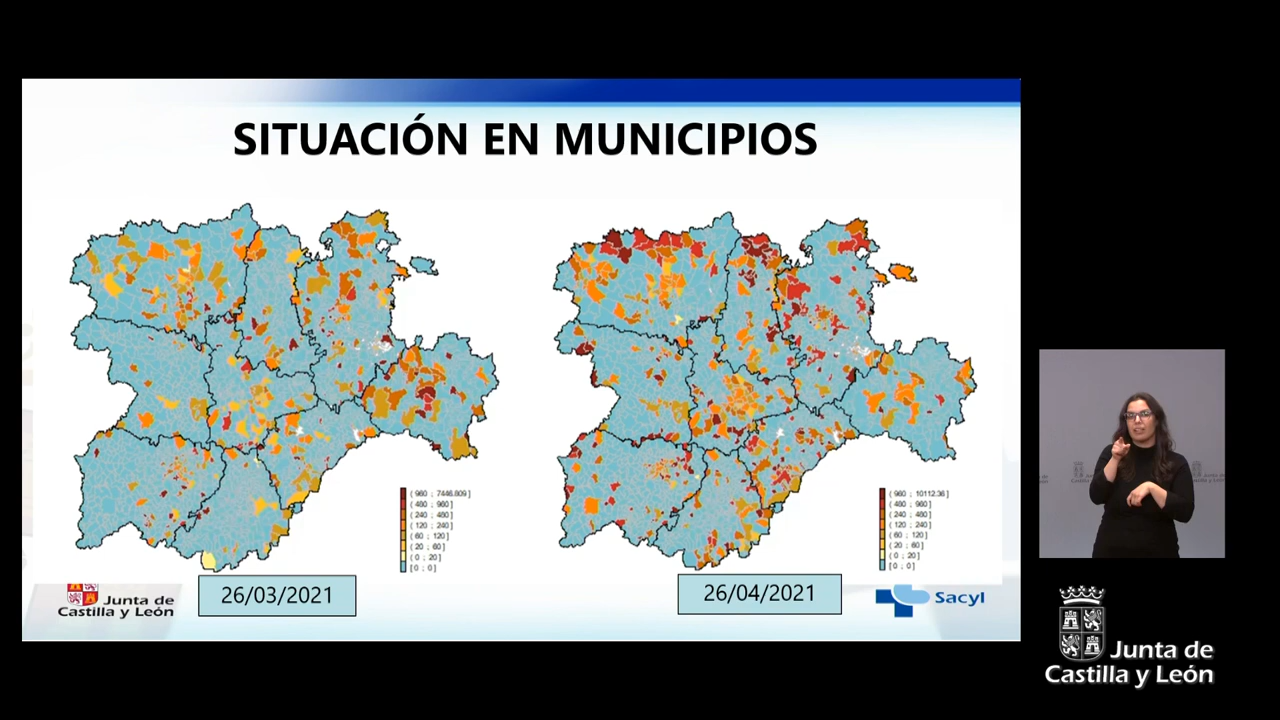 SITUACIÓN EN MUNICIPIOS
( 960 ; 7446.809 ]
( 480 ; 960 ]
( 240 ; 480 ]
( 120 ; 240 ]
( 60 ; 120 ]
( 20 ; 60 ]
( 0 ; 20 ]
[ 0 ; 0 ]
( 960 ; 10112.36 ]
( 480 ; 960 ]
( 240 ; 480 ]
( 120 ; 240 ]
( 60 ; 120 ]
( 20 ; 60 ]
( 0 ; 20 ]
[ 0 ; 0 ]
Junta de
Castilla y León
26/03/2021
26/04/2021
Sacyl
Junta de
Castilla y León